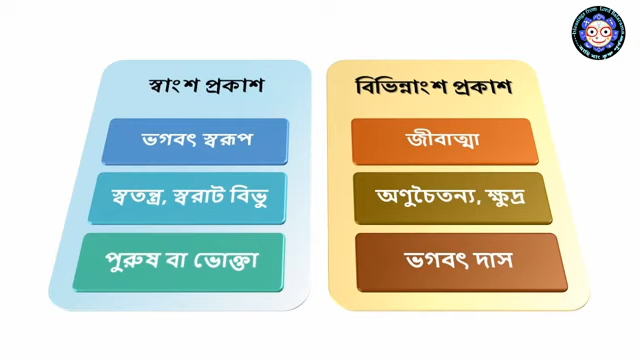 স্বাংশ প্রকাশ
ভগবৎ স্বরূপ
স্বতন্ত্র, স্বরাট বিভু
পুরুষ বা ভোক্তা
বিভিন্নাংশ প্রকাশ
জীবাত্মা
অণুচৈতন্য, ক্ষুদ্র
ভগবৎ দাস